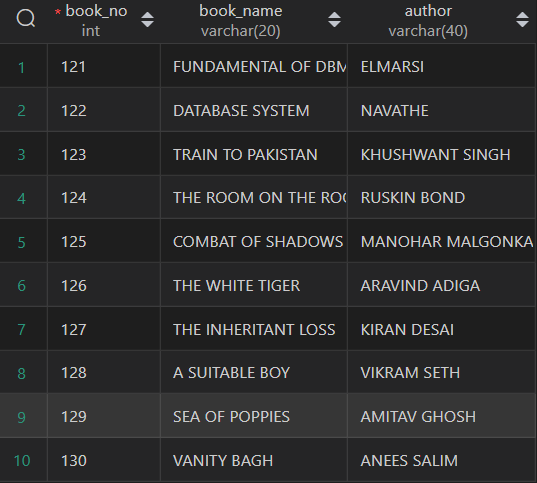 * book_no book_name author
int varchar(20) varchar(40)
1 121 FUNDAMENTAL OF DBM ELMARSI
2 122 DATABASE SYSTEM NAVATHE
3 123 TRAIN TO PAKISTAN KHUSHWANT SINGH
4 124 THE ROOM ON THE ROO RUSKIN BOND
5 125 COMBAT OF SHADOWS MANOHAR MALGONKA
6 126 THE WHITE TIGER ARAVIND ADIGA
7 127 THE INHERITANT LOSS KIRAN DESAI
8 128 A SUITABLE BOY VIKRAM SETH
9 129 SEA OF POPPIES AMITAV GHOSH
10 130 VANITY BAGH ANEES SALIM